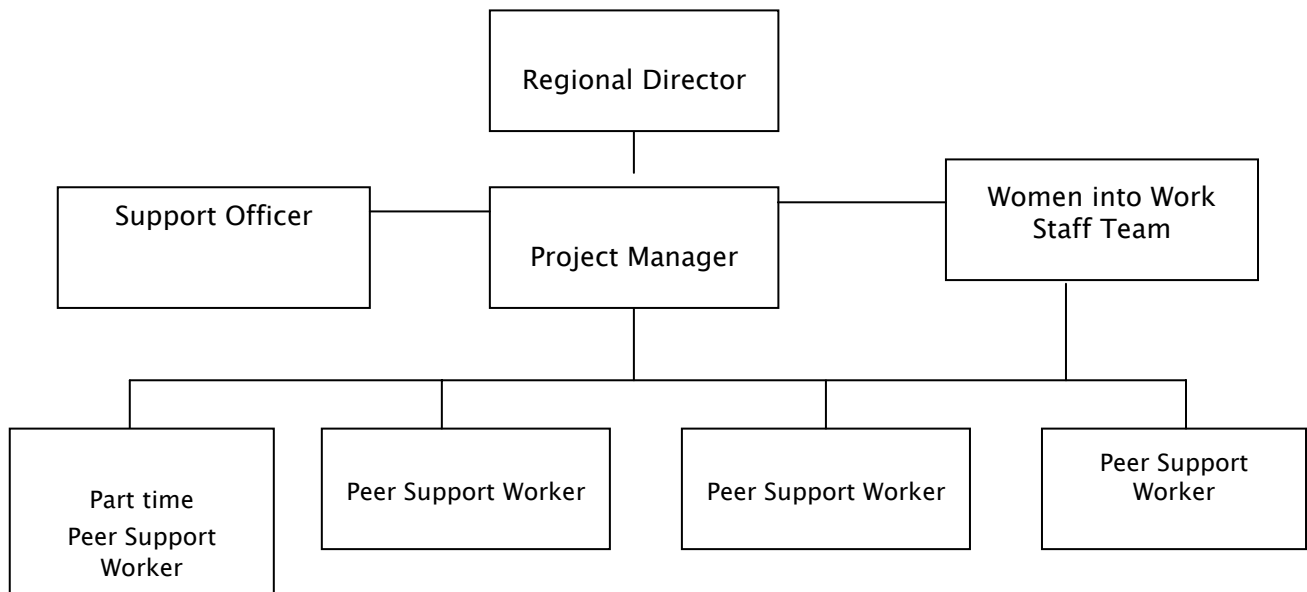 Regional Director
Support Officer
Project Manager
Women into Work
Staff Team
Part time
Peer Support
Worker
Peer Support Worker
Peer Support Worker
Peer Support
Worker